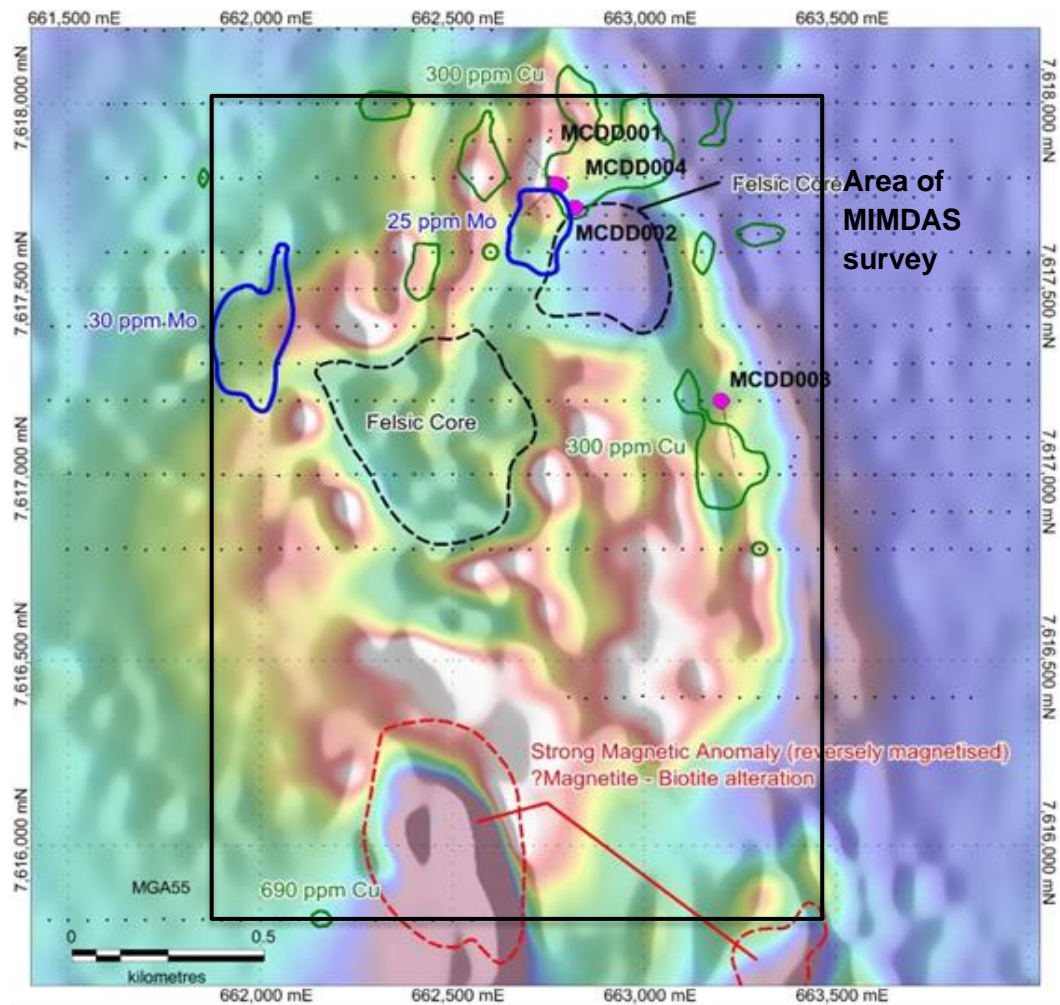 661,500 mE
662,000 mE
662,500 mE
663,000 mE
663,500 mE
7,618,000 mN
7,618,000 mN
300 ppm Cu
MCDD001
MCDD004
Felsic Core
Area of
MIMDAS
survey
25 ppm Mo
MCDD002
7,617,500 mN
7,617,500 mN
30 ppm Mo
MCDD003
Felsic Core
300 ppm Cu
7,617,000 mN
7,617,000 mN
7,616,500 mN
7,616,500 mN
Strong Magnetic Anomaly (reversely magnetised)
?Magnetite - Biotite alteration
7,616,000 mN
7,616,000 mN
MGA55
690 ppm Cu
0
0.5
kilometres
662,000 mE
662,500 mE
663,000 mE
663,500 mE